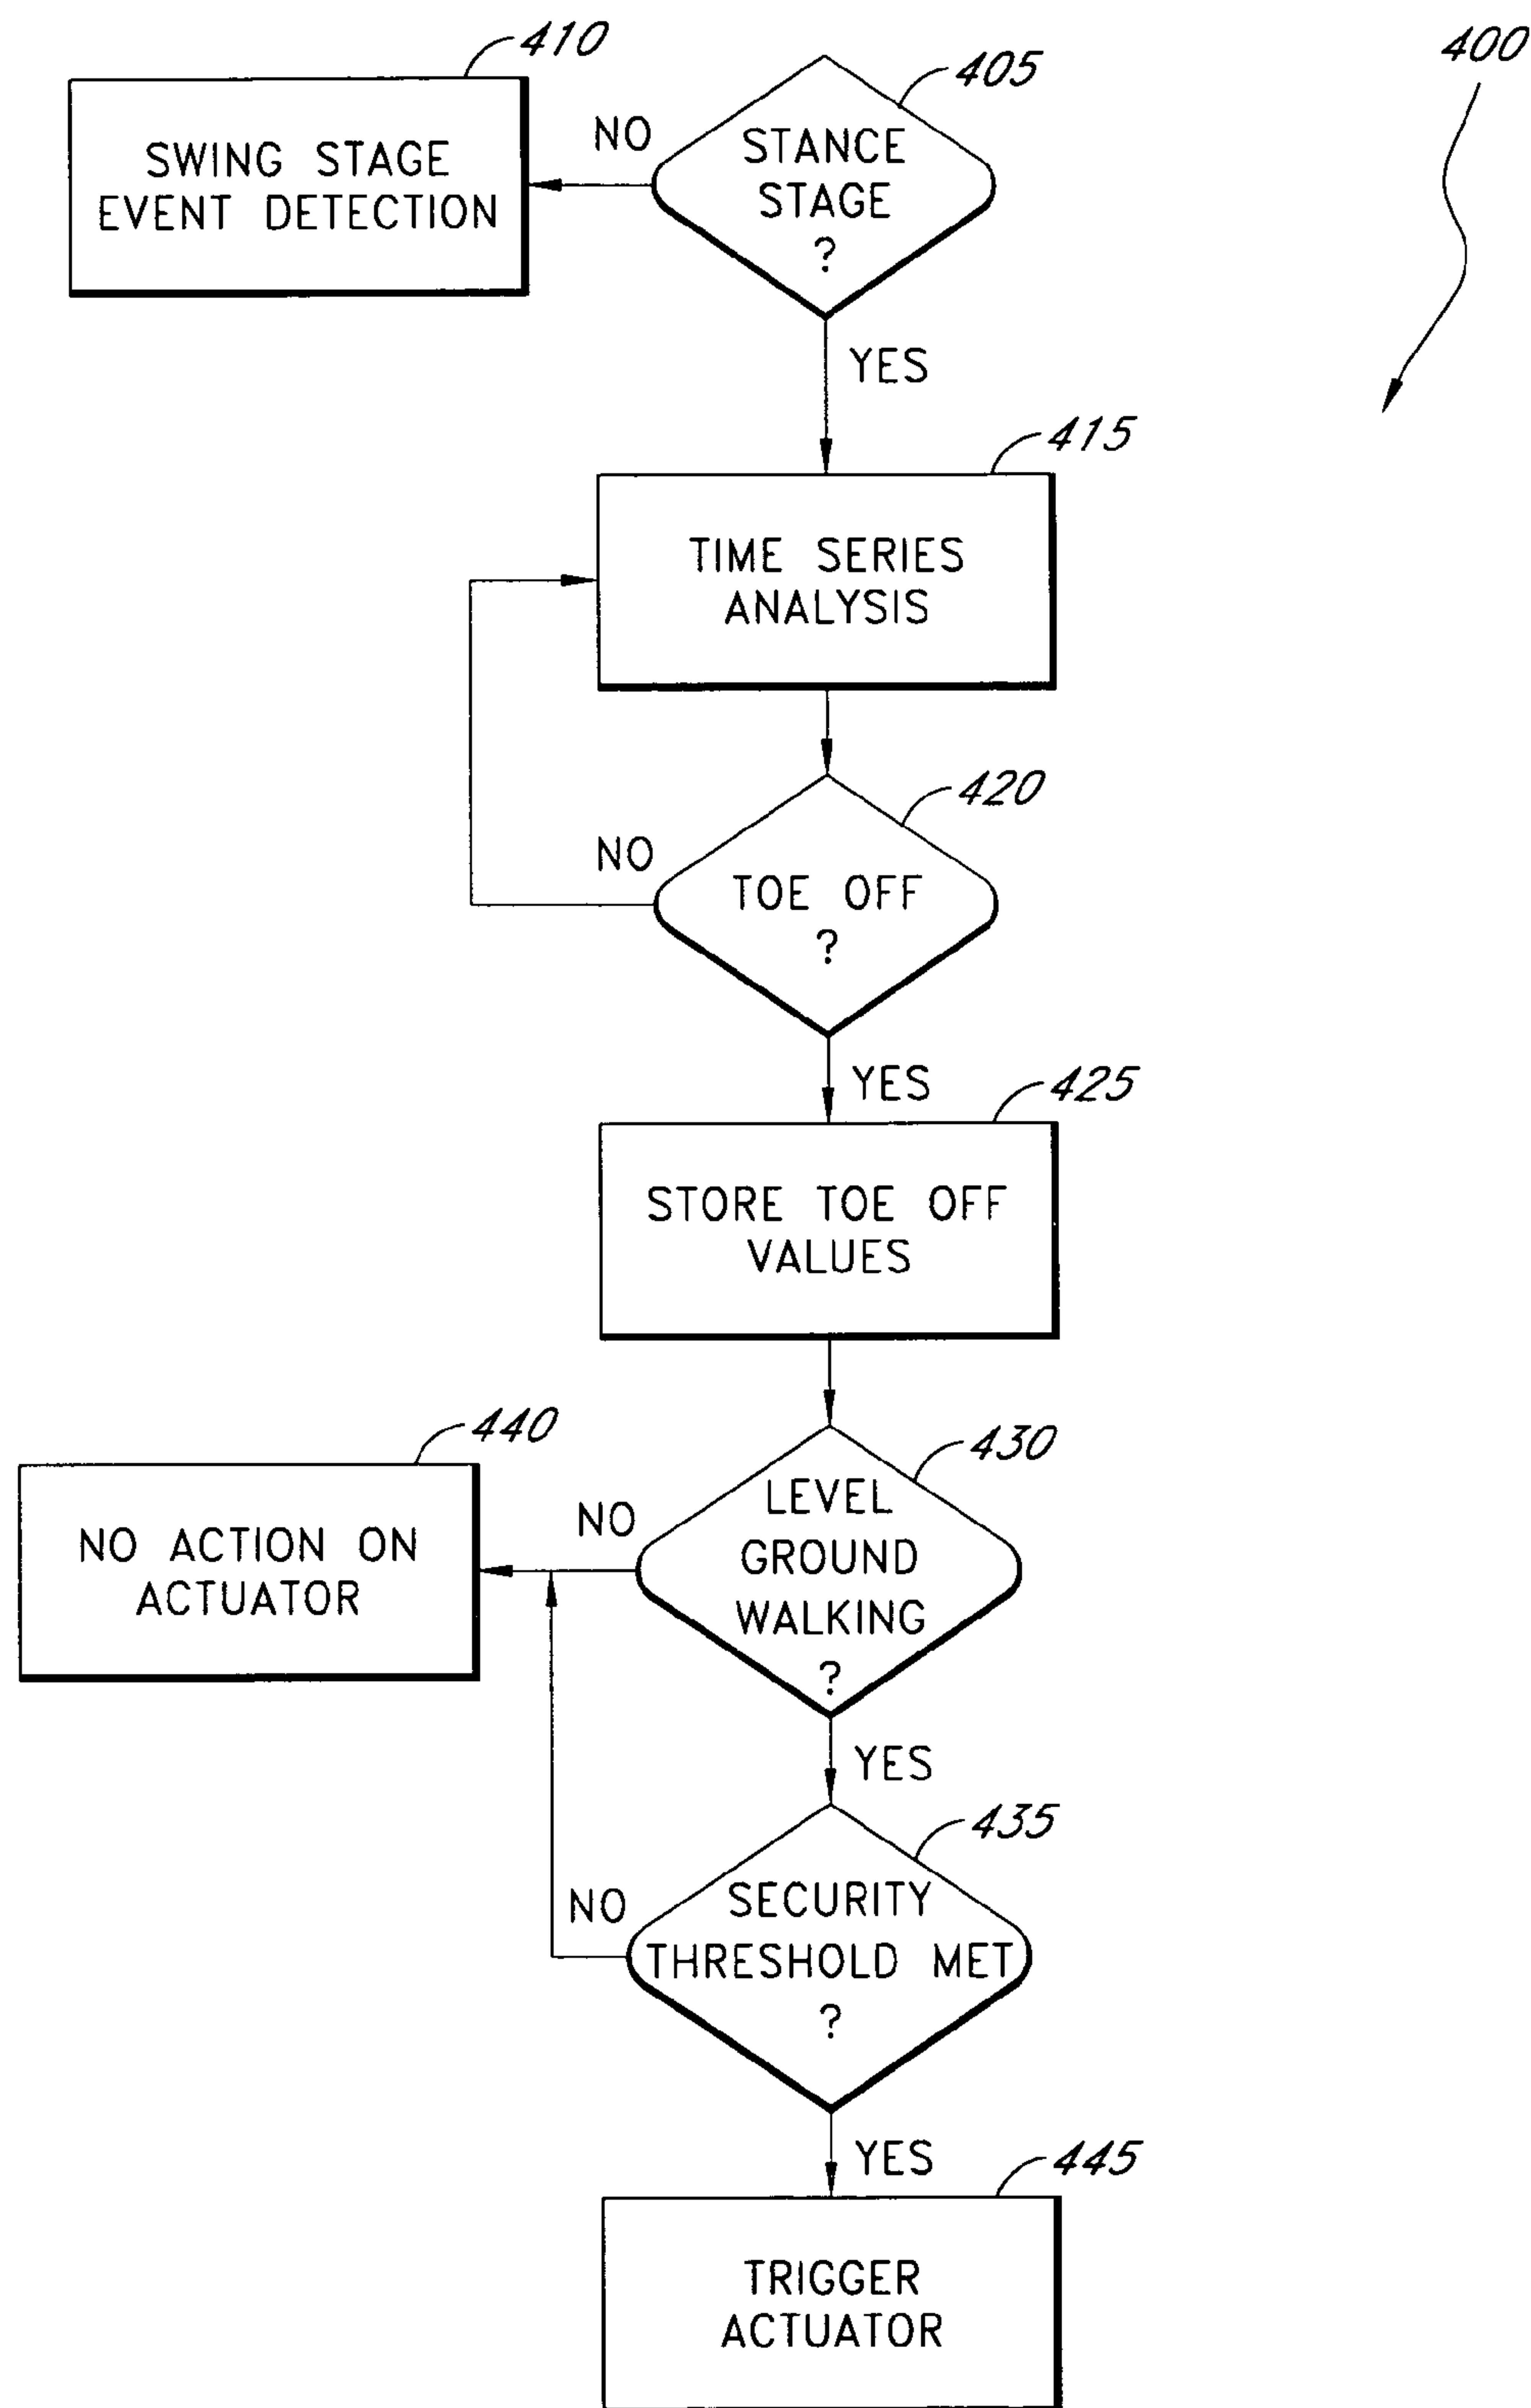 410
405
400
NO
STANCE
STAGE
?
SWING STAGE
EVENT DETECTION
YES
415
TIME SERIES
ANALYSIS
420
NO
TOE OFF
?
YES
425
STORE TOE OFF
VALUES
440
430
NO
LEVEL
GROUND
WALKING
?
NO ACTION ON
ACTUATOR
YES
435
NO
SECURITY
THRESHOLD MET
?
YES
445
TRIGGER
ACTUATOR